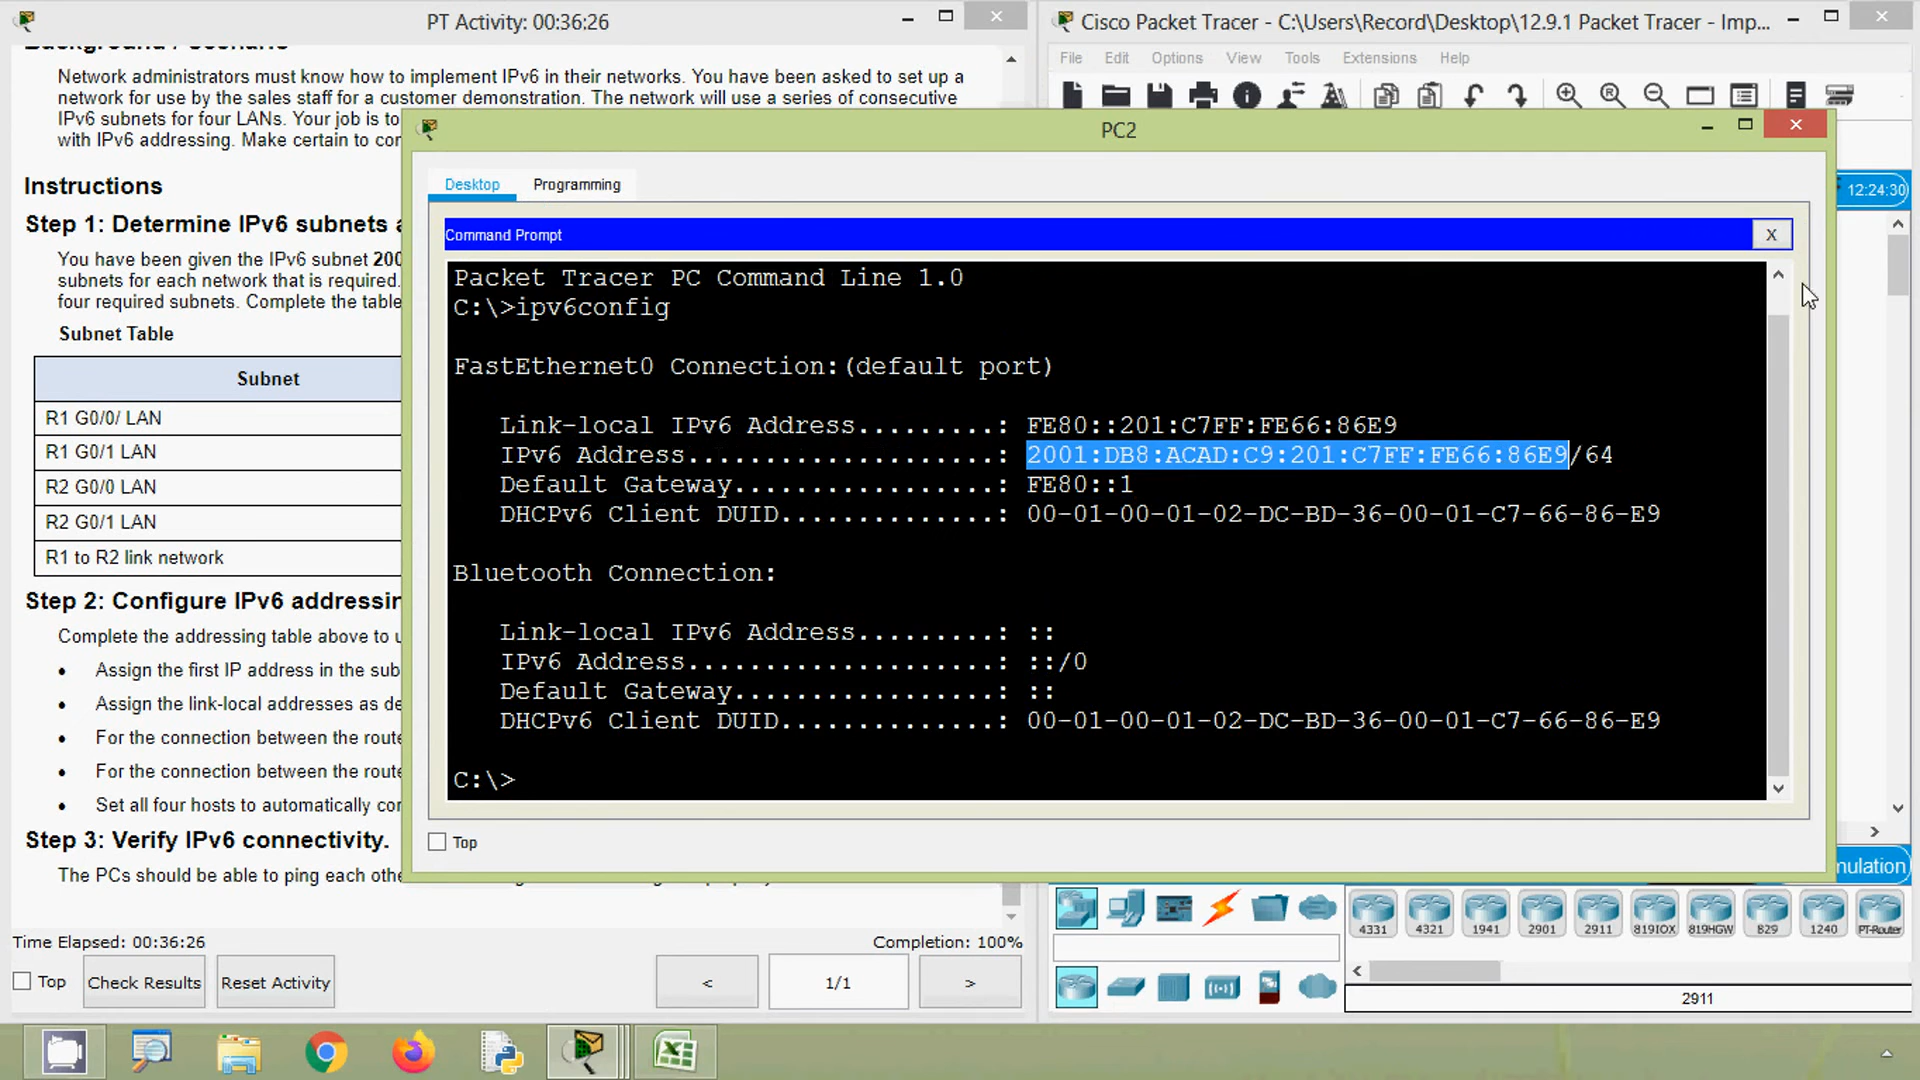 PT Activity: 00:36:26
Network administrators must know how to implement IPv6 in their networks. You have been asked to set up a
network for use by the sales staff for a customer demonstration. The network will use a series of consecutive
IPv6 subnets for four LANs. Your job is to
with IPv6 addressing. Make certain to cor
Instructions
Step 1: Determine IPv6 subnets a
You have been given the IPv6 subnet 200
subnets for each network that is required.
four required subnets. Complete the table
Subnet Table
Subnet
R1 G0/0/ LAN
R1 G0/1 LAN
R2 G0/0 LAN
R2 G0/1 LAN
R1 to R2 link network
Step 2: Configure IPv6 addressin
Complete the addressing table above to u
• Assign the first IP address in the sub
• Assign the link-local addresses as de
• For the connection between the route
• For the connection between the route
• Set all four hosts to automatically cor
Step 3: Verify IPv6 connectivity.
The PCs should be able to ping each othe
Time Elapsed: 00:36:26
Completion: 100%
Top
Check Results
Reset Activity
<
1/1
>
Cisco Packet Tracer - C:\Users\Record\Desktop\12.9.1 Packet Tracer - Imp...
File Edit Options View Tools Extensions Help
12:24:30
PC2
Desktop
Programming
Command Prompt
X
Packet Tracer PC Command Line 1.0
C:\>ipv6config
FastEthernet0 Connection:(default port)
Link-local IPv6 Address.........: FE80::201:C7FF:FE66:86E9
IPv6 Address....................: 2001:DB8:ACAD:C9:201:C7FF:FE66:86E9/64
Default Gateway.................: FE80::1
DHCPv6 Client DUID..............: 00-01-00-01-02-DC-BD-36-00-01-C7-66-86-E9
Bluetooth Connection:
Link-local IPv6 Address.........: ::
IPv6 Address....................: ::/0
Default Gateway.................: ::
DHCPv6 Client DUID..............: 00-01-00-01-02-DC-BD-36-00-01-C7-66-86-E9
C:\>
Top
nulation
4331
4321
1941
2901
2911
819IOX
819HGW
829
1240
PT-Router
2911